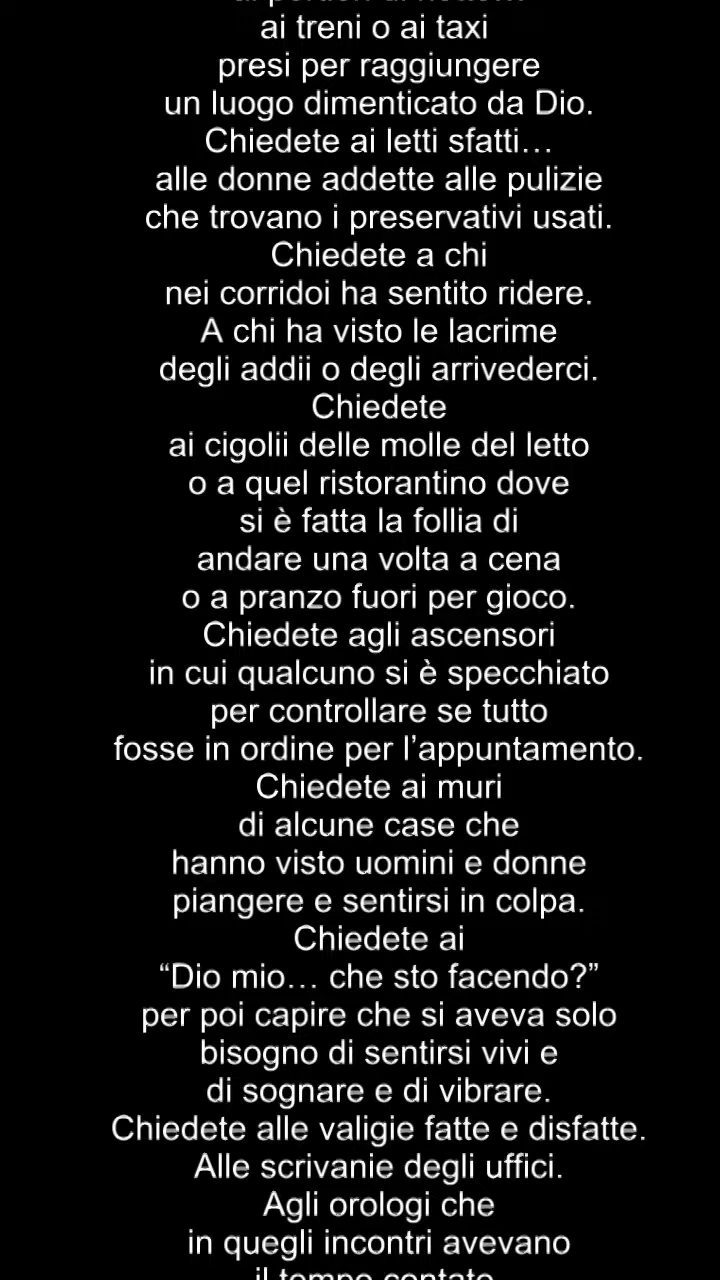 ai treni o ai taxi
presi per raggiungere
un luogo dimenticato da Dio.
Chiedete ai letti sfatti…
alle donne addette alle pulizie
che trovano i preservativi usati.
Chiedete a chi
nei corridoi ha sentito ridere.
A chi ha visto le lacrime
degli addii o degli arrivederci.
Chiedete
ai cigolii delle molle del letto
o a quel ristorantino dove
si è fatta la follia di
andare una volta a cena
o a pranzo fuori per gioco.
Chiedete agli ascensori
in cui qualcuno si è specchiato
per controllare se tutto
fosse in ordine per l’appuntamento.
Chiedete ai muri
di alcune case che
hanno visto uomini e donne
piangere e sentirsi in colpa.
Chiedete ai
“Dio mio… che sto facendo?”
per poi capire che si aveva solo
bisogno di sentirsi vivi e
di sognare e di vibrare.
Chiedete alle valigie fatte e disfatte.
Alle scrivanie degli uffici.
Agli orologi che
in quegli incontri avevano
il tempo contato